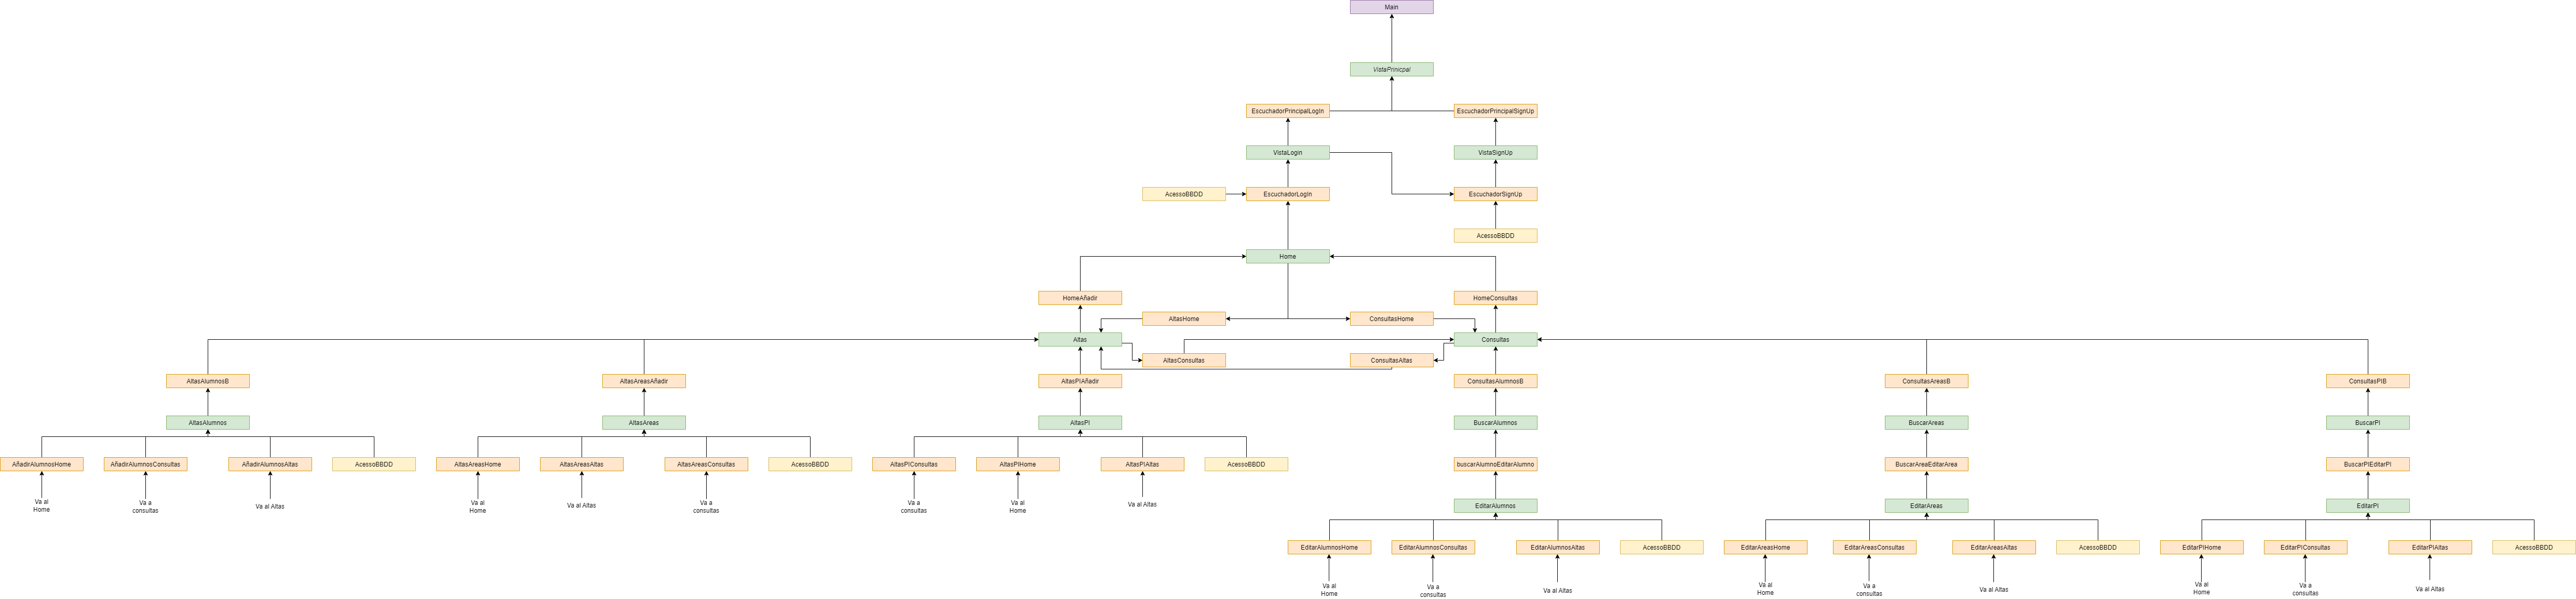 Main
VistaPrinicpal
EscuchadorPrincipalLogIn
EscuchadorPrincipalSignUp
VistaLogin
VistaSignUp
AcessoBBDD
EscuchadorLogIn
EscuchadorSignUp
AcessoBBDD
Home
HomeAñadir
HomeConsultas
AltasHome
ConsultasHome
Altas
Consultas
AltasConsultas
ConsultasAltas
AltasAlumnosB
AltasAreasAñadir
AltasPIAñadir
ConsultasAlumnosB
ConsultasAreasB
ConsultasPIB
AltasAlumnos
AltasAreas
AltasPI
BuscarAlumnos
BuscarAreas
BuscarPI
AñadirAlumnosHome
AñadirAlumnosConsultas
AñadirAlumnosAltas
AcessoBBDD
AltasAreasHome
AltasAreasAltas
AltasAreasConsultas
AcessoBBDD
AltasPIConsultas
AltasPIHome
AltasPIAltas
AcessoBBDD
buscarAlumnoEditarAlumno
BuscarAreaEditarArea
BuscarPIEditarPI
Va al
Home
Va a
consultas
Va al Altas
Va al
Home
Va al Altas
Va a
consultas
Va a
consultas
Va al
Home
Va al Altas
EditarAlumnos
EditarAreas
EditarPI
EditarAlumnosHome
EditarAlumnosConsultas
EditarAlumnosAltas
AcessoBBDD
EditarAreasHome
EditarAreasConsultas
EditarAreasAltas
AcessoBBDD
EditarPIHome
EditarPIConsultas
EditarPIAltas
AcessoBBDD
Va al
Home
Va a
consultas
Va al Altas
Va al
Home
Va a
consultas
Va al Altas
Va al
Home
Va a
consultas
Va al Altas